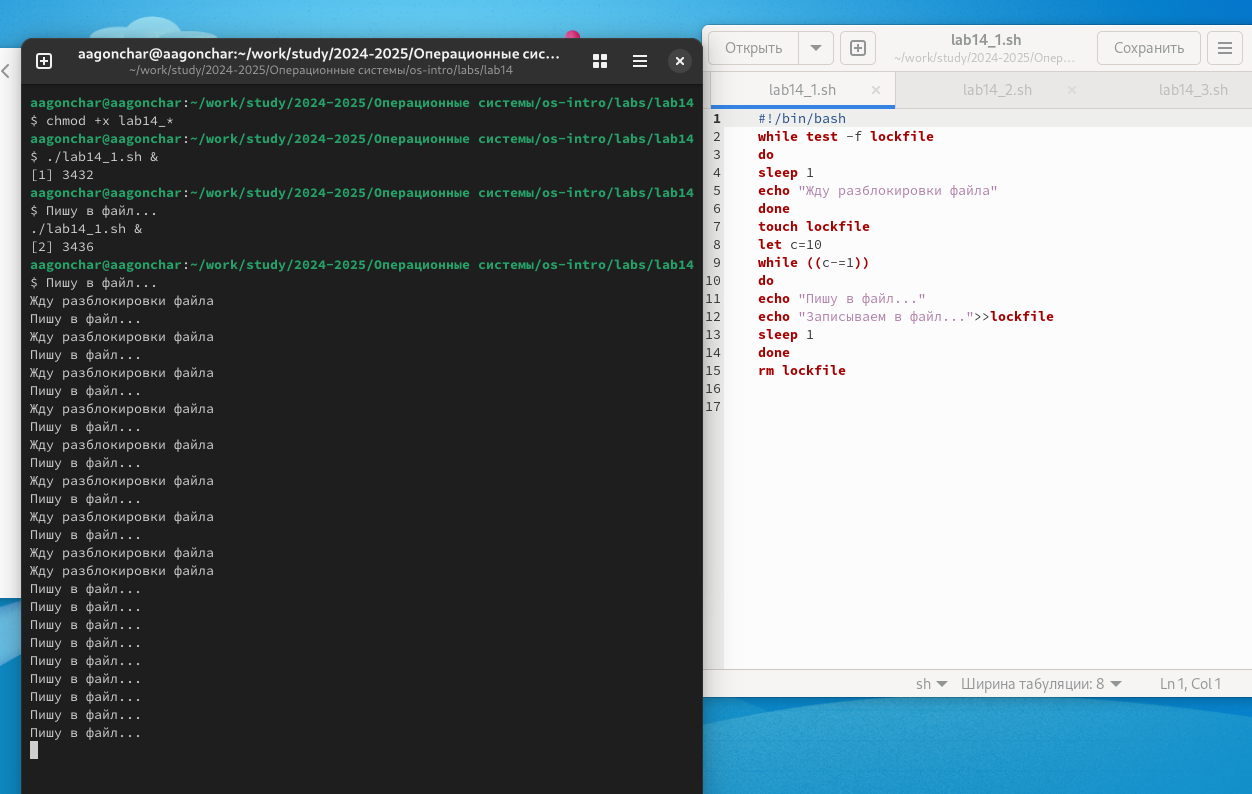 aagonchar@aagonchar:~/work/study/2024-2025/Операционные сис...
~/work/study/2024-2025/Операционные системы/os-intro/labs/lab14
aagonchar@aagonchar:~/work/study/2024-2025/Операционные системы/os-intro/labs/lab14
$ chmod +x lab14_*
aagonchar@aagonchar:~/work/study/2024-2025/Операционные системы/os-intro/labs/lab14
$ ./lab14_1.sh &
[1] 3432
aagonchar@aagonchar:~/work/study/2024-2025/Операционные системы/os-intro/labs/lab14
$ Пишу в файл...
./lab14_1.sh &
[2] 3436
aagonchar@aagonchar:~/work/study/2024-2025/Операционные системы/os-intro/labs/lab14
$ Пишу в файл...
Жду разблокировки файла
Пишу в файл...
Жду разблокировки файла
Пишу в файл...
Жду разблокировки файла
Пишу в файл...
Жду разблокировки файла
Пишу в файл...
Жду разблокировки файла
Пишу в файл...
Жду разблокировки файла
Пишу в файл...
Жду разблокировки файла
Пишу в файл...
Жду разблокировки файла
Жду разблокировки файла
Пишу в файл...
Пишу в файл...
Пишу в файл...
Пишу в файл...
Пишу в файл...
Пишу в файл...
Пишу в файл...
Пишу в файл...
Пишу в файл...
Открыть
lab14_1.sh
~/work/study/2024-2025/Опер...
Сохранить
lab14_1.sh × lab14_2.sh × lab14_3.sh
1 #!/bin/bash
2 while test -f lockfile
3 do
4 sleep 1
5 echo "Жду разблокировки файла"
6 done
7 touch lockfile
8 let c=10
9 while ((c-=1))
10 do
11 echo "Пишу в файл..."
12 echo "Записываем в файл...">>lockfile
13 sleep 1
14 done
15 rm lockfile
16
17
sh Ширина табуляции: 8 Ln 1, Col 1